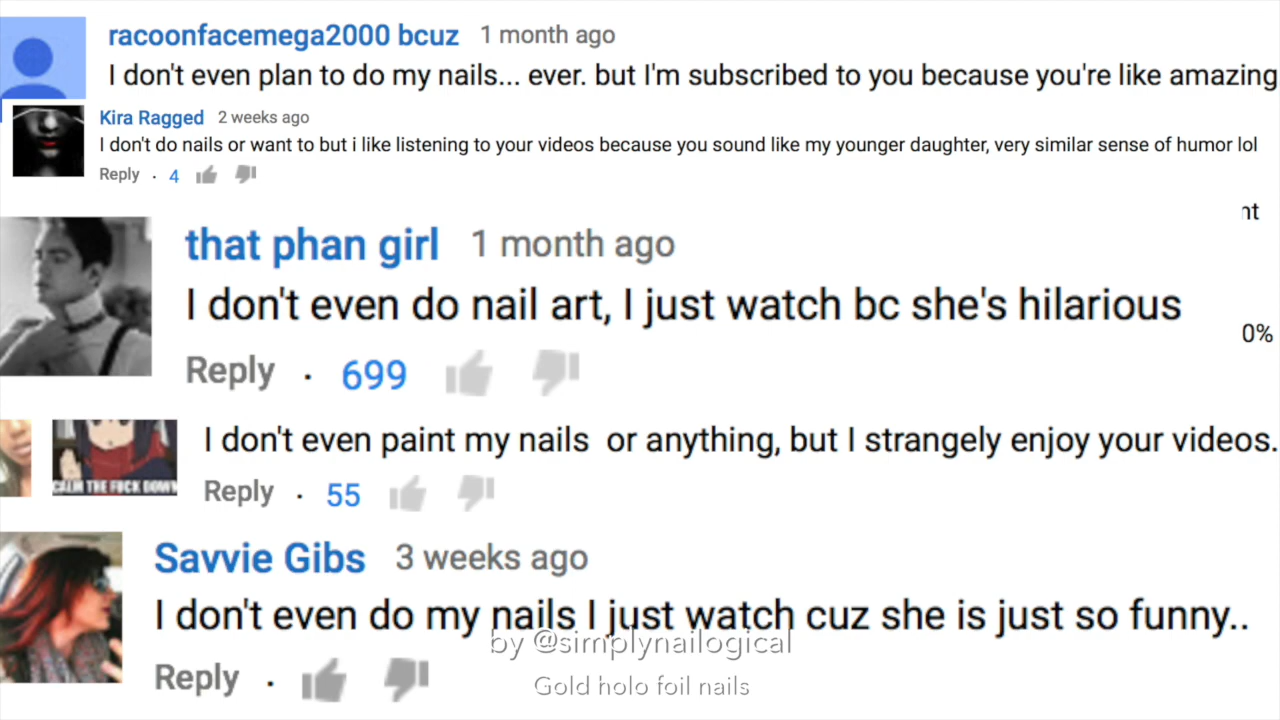 racoonfacemega2000 bcuz 1 month ago
I don't even plan to do my nails... ever. but I'm subscribed to you because you're like amazing
Kira Ragged 2 weeks ago
I don't do nails or want to but i like listening to your videos because you sound like my younger daughter, very similar sense of humor lol
Reply · 4
nt
that phan girl 1 month ago
I don't even do nail art, I just watch bc she's hilarious
0%
Reply · 699
I don't even paint my nails or anything, but I strangely enjoy your videos.
CALM THE FUCK DOWN
Reply · 55
Savvie Gibs 3 weeks ago
I don't even do my nails I just watch cuz she is just so funny..
by @simplynailogical
Reply ·
Gold holo foil nails